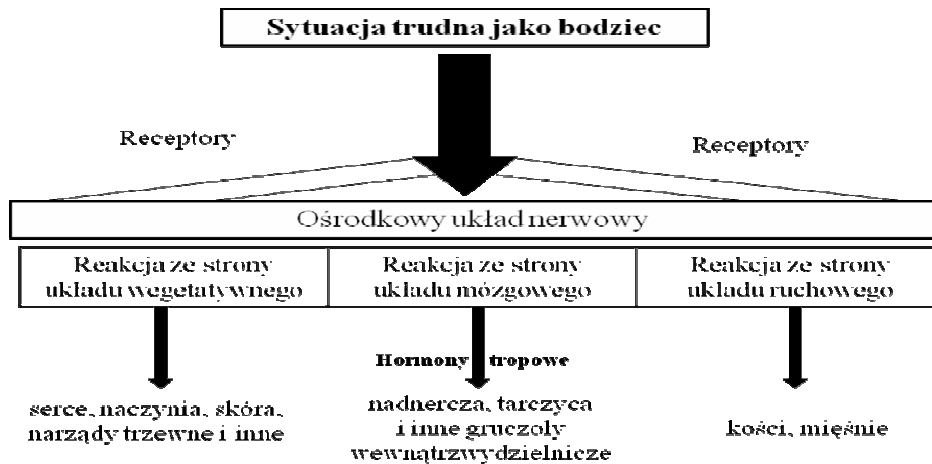 Sytuacja trudna jako bodziec
Receptory
Receptory
Ośrodkowy układ nerwowy
Reakcja ze strony
układu wegetatywnego
Reakcja ze strony
układu mózgowego
Reakcja ze strony
układu ruchowego
Hormony tropowe
serce, naczynia, skóra,
narządy trzewne i inne
nadnercza, tarczyca
i inne gruczoły
wewnątrzwydzielnicze
kości, mięśnie